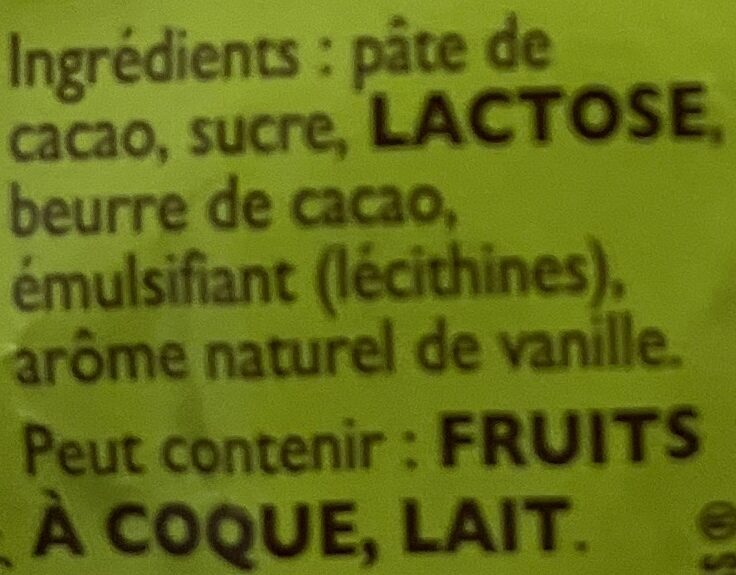 Ingrédients : pâte de
cacao, sucre, LACTOSE,
beurre de cacao,
émulsifiant (lécithines),
arôme naturel de vanille.
Peut contenir : FRUITS
À COQUE, LAIT.